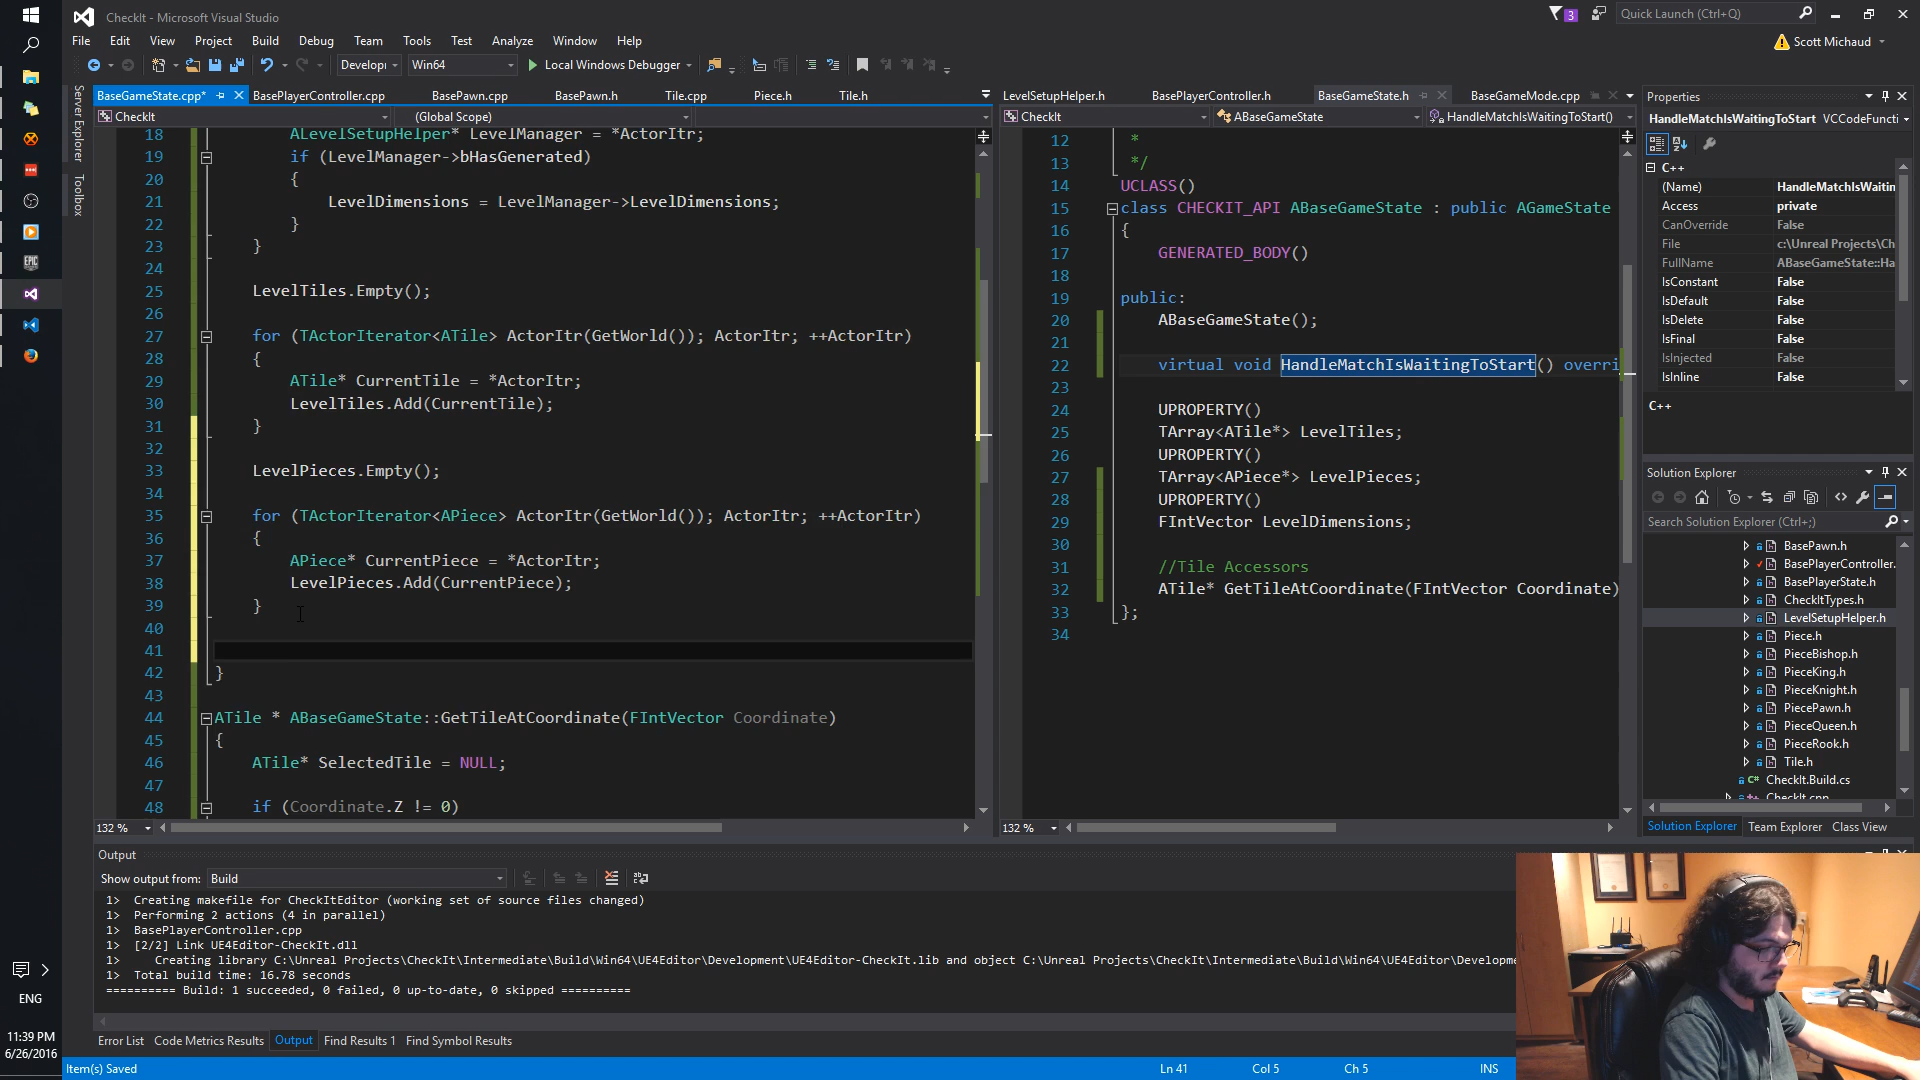 CheckIt - Microsoft Visual Studio
3
Quick Launch (Ctrl+Q)
File Edit View Project Build Debug Team Tools Test Analyze Window Help
Scott Michaud
Develop Win64 Local Windows Debugger
Server Explorer
Toolbox
BaseGameState.cpp* BasePlayerController.cpp BasePawn.cpp BasePawn.h Tile.cpp Piece.h Tile.h
CheckIt (Global Scope)
18 ALevelSetupHelper* LevelManager = *ActorItr;
19 if (LevelManager->bHasGenerated)
20 {
21 LevelDimensions = LevelManager->LevelDimensions;
22 }
23 }
24
25 LevelTiles.Empty();
26
27 for (TActorIterator<ATile> ActorItr(GetWorld()); ActorItr; ++ActorItr)
28 {
29 ATile* CurrentTile = *ActorItr;
30 LevelTiles.Add(CurrentTile);
31 }
32
33 LevelPieces.Empty();
34
35 for (TActorIterator<APiece> ActorItr(GetWorld()); ActorItr; ++ActorItr)
36 {
37 APiece* CurrentPiece = *ActorItr;
38 LevelPieces.Add(CurrentPiece);
39 }
40
41
42 }
43
44 ATile * ABaseGameState::GetTileAtCoordinate(FIntVector Coordinate)
45 {
46 ATile* SelectedTile = NULL;
47
48 if (Coordinate.Z != 0)
132 %
LevelSetupHelper.h BasePlayerController.h BaseGameState.h BaseGameMode.cpp
CheckIt ABaseGameState HandleMatchIsWaitingToStart()
12 *
13 */
14 UCLASS()
15 class CHECKIT_API ABaseGameState : public AGameState
16 {
17 GENERATED_BODY()
18
19 public:
20 ABaseGameState();
21
22 virtual void HandleMatchIsWaitingToStart() overri
23
24 UPROPERTY()
25 TArray<ATile*> LevelTiles;
26 UPROPERTY()
27 TArray<APiece*> LevelPieces;
28 UPROPERTY()
29 FIntVector LevelDimensions;
30
31 //Tile Accessors
32 ATile* GetTileAtCoordinate(FIntVector Coordinate)
33 };
34
132 %
Properties
HandleMatchIsWaitingToStart VCCodeFuncti
C++
(Name) HandleMatchIsWaitin
Access private
CanOverride False
File c:\Unreal Projects\Ch
FullName ABaseGameState::Ha
IsConstant False
IsDefault False
IsDelete False
IsFinal False
IsInjected False
IsInline False
C++
Solution Explorer
Search Solution Explorer (Ctrl+;)
BasePawn.h
BasePlayerController.
BasePlayerState.h
CheckItTypes.h
LevelSetupHelper.h
Piece.h
PieceBishop.h
PieceKing.h
PieceKnight.h
PiecePawn.h
PieceQueen.h
PieceRook.h
Tile.h
CheckIt.Build.cs
CheckIt.cpp
Solution Explorer Team Explorer Class View
Output
Show output from: Build
1> Creating makefile for CheckItEditor (working set of source files changed)
1> Performing 2 actions (4 in parallel)
1> BasePlayerController.cpp
1> [2/2] Link UE4Editor-CheckIt.dll
1> Creating library C:\Unreal Projects\CheckIt\Intermediate\Build\Win64\UE4Editor\Development\UE4Editor-CheckIt.lib and object C:\Unreal Projects\CheckIt\Intermediate\Build\Win64\UE4Editor\Developme
1> Total build time: 16.78 seconds
========== Build: 1 succeeded, 0 failed, 0 up-to-date, 0 skipped ==========
Error List Code Metrics Results Output Find Results 1 Find Symbol Results
Item(s) Saved Ln 41 Col 5 Ch 5 INS
EPIC
ENG
11:39 PM
6/26/2016